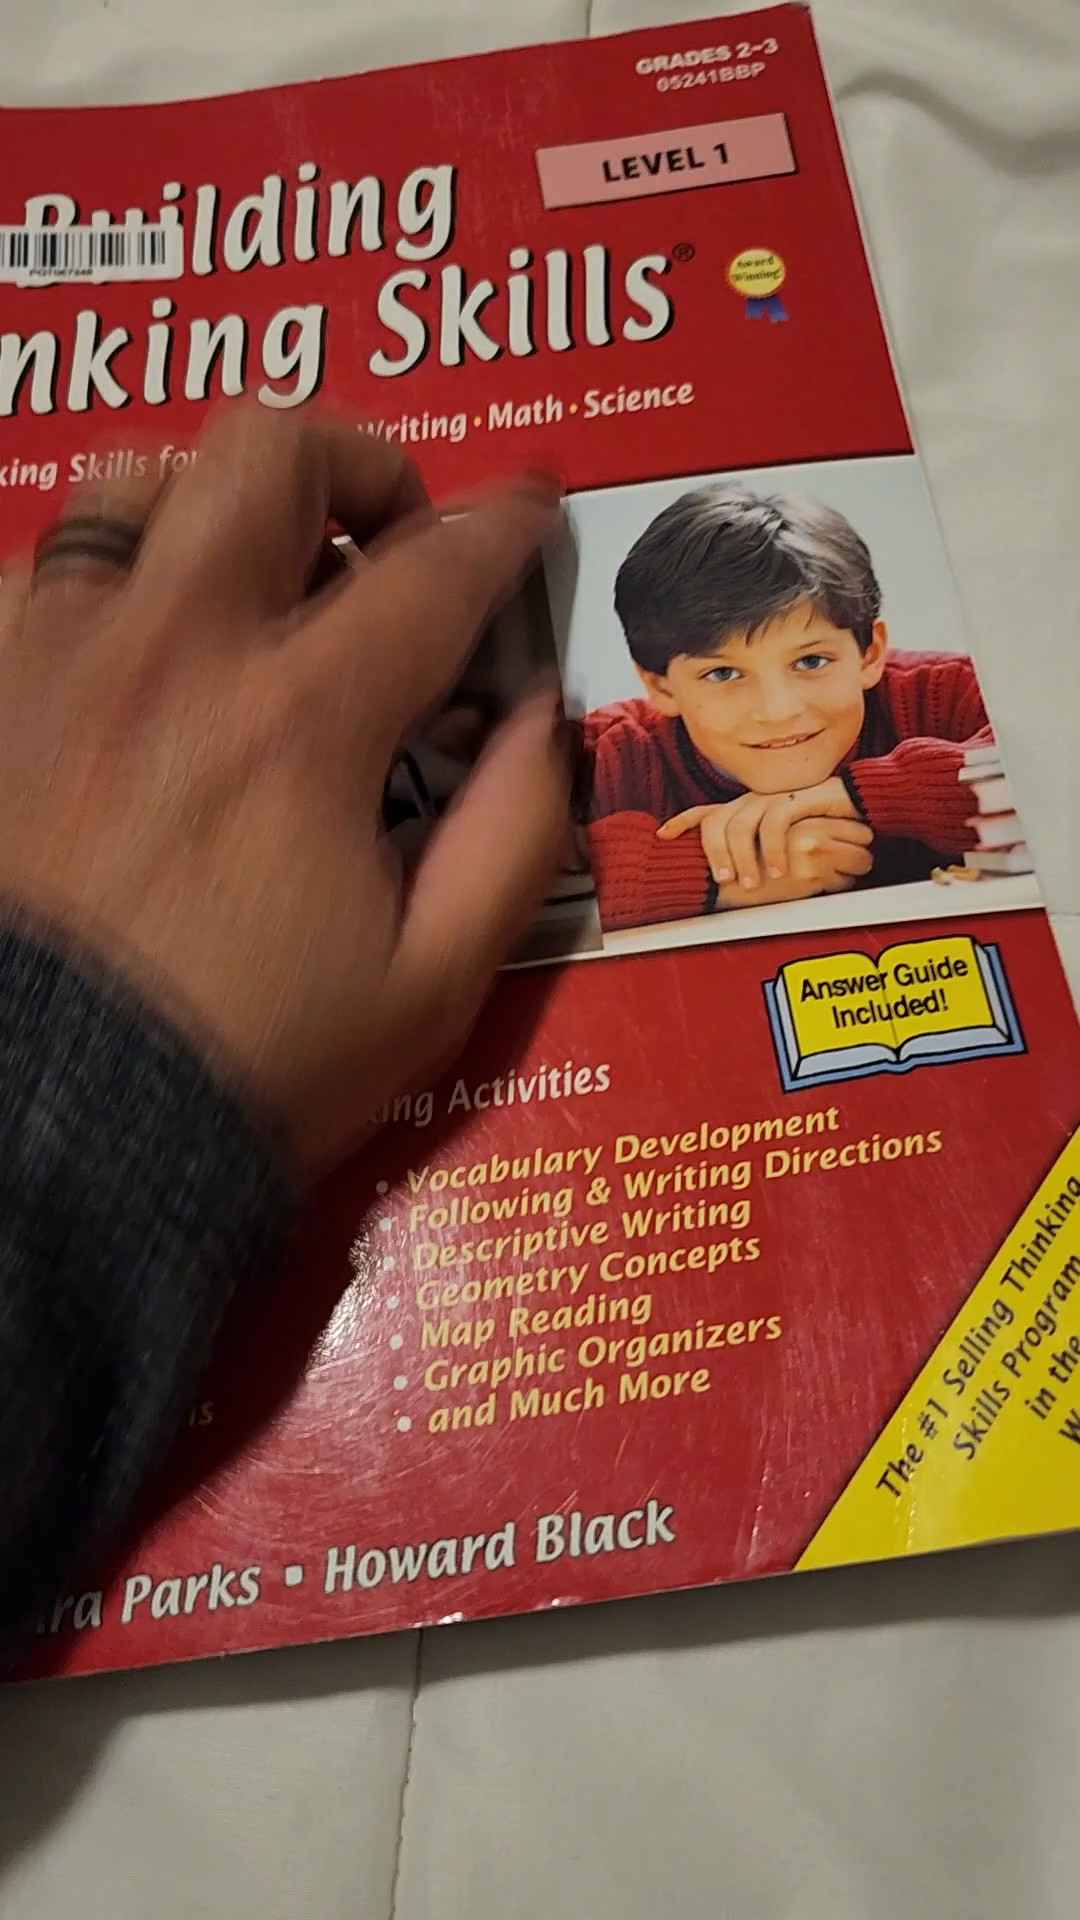 GRADES 2-3
05241BBP
LEVEL 1
Building
nking Skills®
Award
Winning!
king Skills for Writing • Math • Science
Answer Guide
Included!
ing Activities
• Vocabulary Development
• Following & Writing Directions
• Descriptive Writing
• Geometry Concepts
• Map Reading
• Graphic Organizers
• and Much More
The #1 Selling Thinking
Skills Program
in the
ra Parks • Howard Black